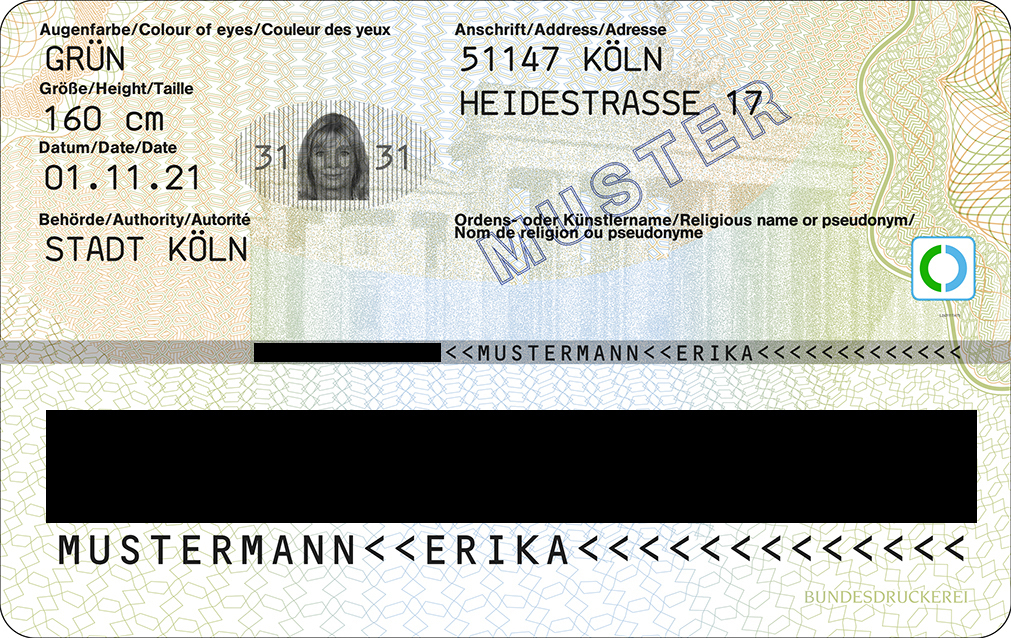 Augenfarbe/Colour of eyes/Couleur des yeux
GRÜN
Größe/Height/Taille
160 cm
Datum/Date/Date
01.11.21
Behörde/Authority/Autorité
STADT KÖLN
31 31
Anschrift/Address/Adresse
51147 KÖLN
HEIDESTRASSE 17
MUSTER
Ordens- oder Künstlername/Religious name or pseudonym/
Nom de religion ou pseudonyme
<<MUSTERMANN<<ERIKA<<<<<<<<<<<<<
MUSTERMANN<<ERIKA<<<<<<<<<<<<<
BUNDESDRUCKEREI